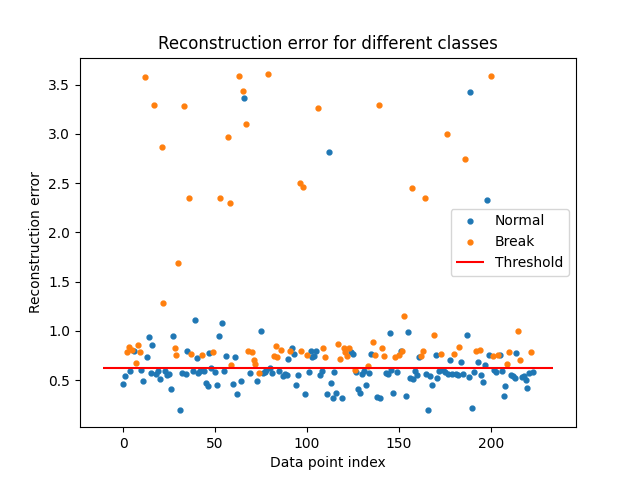 Reconstruction error for different classes
Reconstruction error
3.5
3.0
2.5
2.0
1.5
1.0
0.5
Normal
Break
Threshold
0 50 100 150 200
Data point index